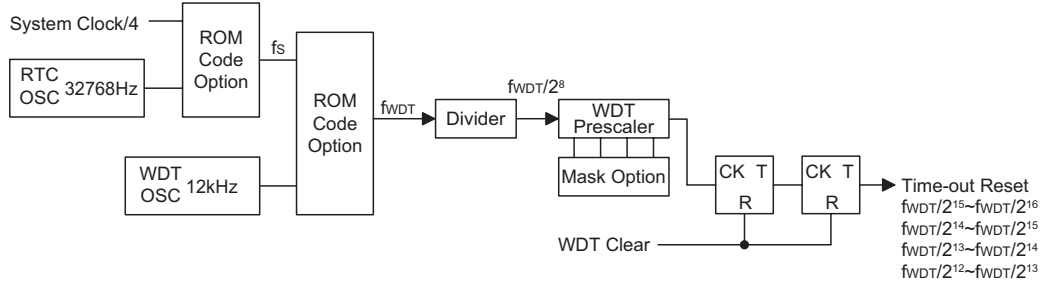 System Clock/4
RTC
OSC 32768Hz
ROM
Code
Option
fS
WDT
OSC 12kHz
ROM
Code
Option
fWDT
Divider
fWDT/2⁸
WDT
Prescaler
Mask Option
CK T
R
CK T
R
WDT Clear
Time-out Reset
fWDT/2¹⁵~fWDT/2¹⁶
fWDT/2¹⁴~fWDT/2¹⁵
fWDT/2¹³~fWDT/2¹⁴
fWDT/2¹²~fWDT/2¹³